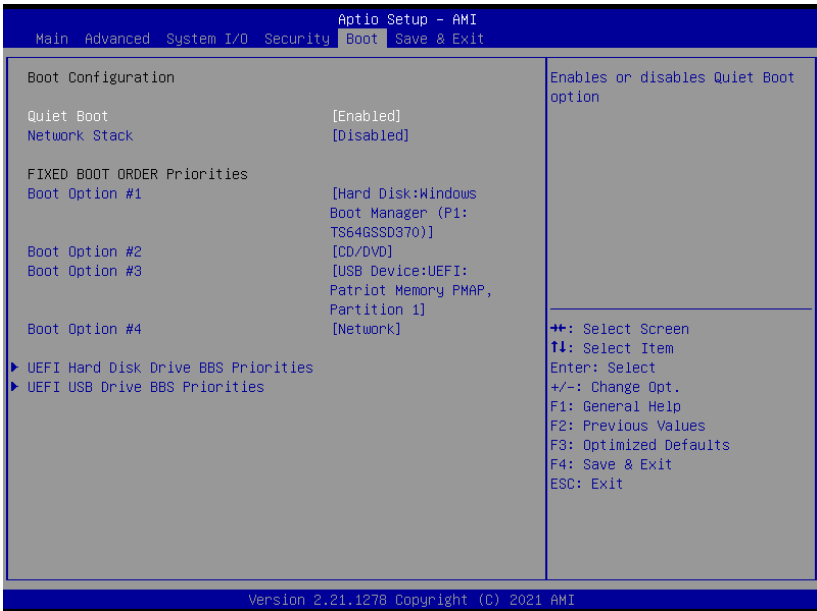 Aptio Setup – AMI
Main Advanced System I/O Security Boot Save & Exit
Boot Configuration
Quiet Boot [Enabled]
Network Stack [Disabled]
FIXED BOOT ORDER Priorities
Boot Option #1 [Hard Disk:Windows
Boot Manager (P1:
TS64GSSD370)]
Boot Option #2 [CD/DVD]
Boot Option #3 [USB Device:UEFI:
Patriot Memory PMAP,
Partition 1]
Boot Option #4 [Network]
UEFI Hard Disk Drive BBS Priorities
UEFI USB Drive BBS Priorities
Enables or disables Quiet Boot
option
→←: Select Screen
↑↓: Select Item
Enter: Select
+/-: Change Opt.
F1: General Help
F2: Previous Values
F3: Optimized Defaults
F4: Save & Exit
ESC: Exit
Version 2.21.1278 Copyright (C) 2021 AMI